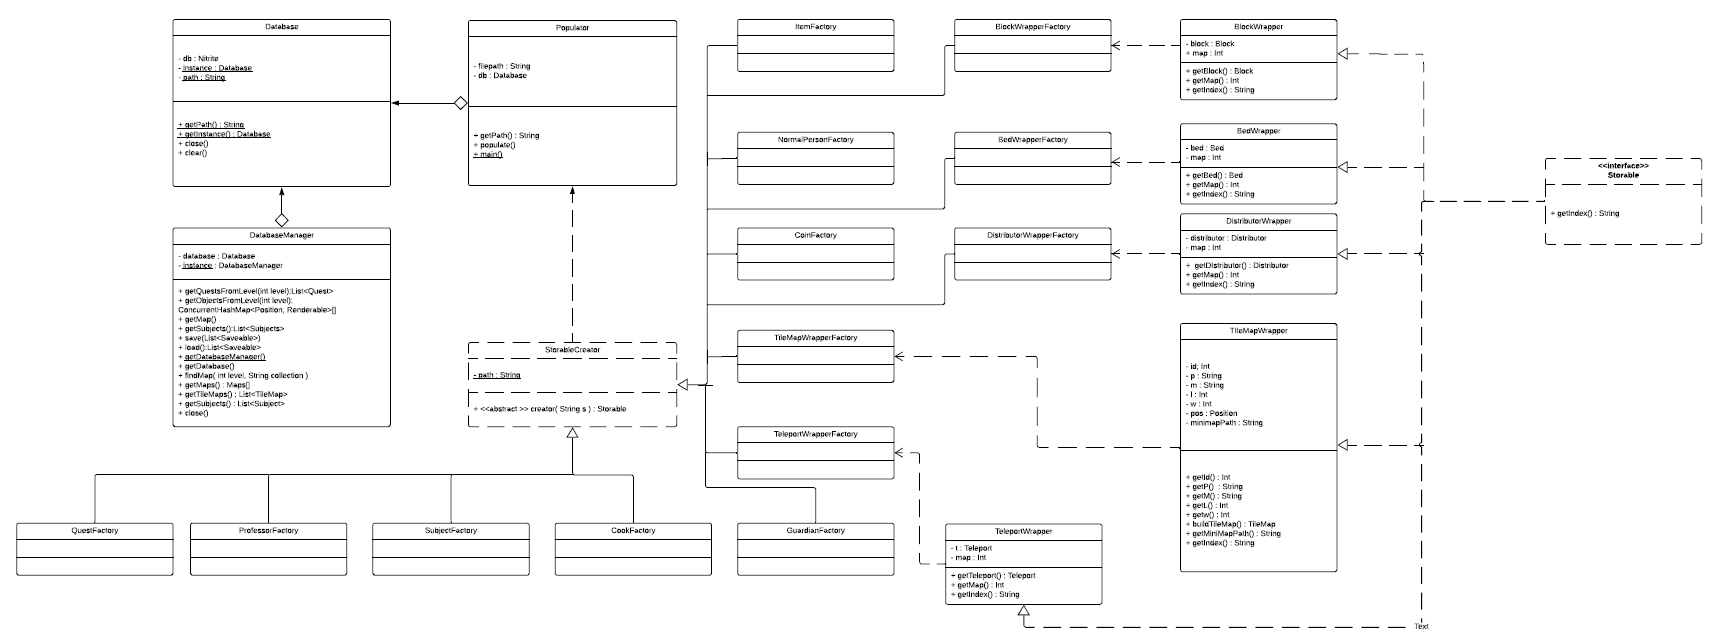 Database
- db : Nitrite
- instance : Database
- path : String
+ getPath() : String
+ getInstance() : Database
+ close()
+ clear()
Populator
- filepath : String
- db : Database
+ getPath() : String
+ populate()
+ main()
DatabaseManager
- database : Database
- instance : DatabaseManager
+ getQuestsFromLevel(int level):List<Quest>
+ getObjectsFromLevel(int level):
ConcurrentHashMap<Position, Renderable>[]
+ getMap()
+ getSubjects():List<Subjects>
+ save(List<Saveable>)
+ load():List<Saveable>
+ getDatabaseManager()
+ getDatabase()
+ findMap( int level, String collection )
+ getMaps() : Maps[]
+ getTileMaps() : List<TileMap>
+ getSubjects() : List<Subject>
+ close()
StorableCreator
- path : String
+ <<abstract >> creator( String s ) : Storable
QuestFactory
ProfessorFactory
SubjectFactory
CookFactory
GuardianFactory
ItemFactory
NormalPersonFactory
CoinFactory
TileMapWrapperFactory
TeleportWrapperFactory
BlockWrapperFactory
BedWrapperFactory
DistributorWrapperFactory
BlockWrapper
- block : Block
+ map : Int
+ getBlock() : Block
+ getMap() : Int
+ getIndex() : String
BedWrapper
- bed : Bed
- map : Int
+ getBed() : Bed
+ getMap() : Int
+ getIndex() : String
DistributorWrapper
- distributor : Distributor
- map : Int
+ getDistributor() : Distributor
+ getMap() : Int
+ getIndex() : String
TileMapWrapper
- id; Int
- p : String
- m : String
- l : Int
- w : Int
- pos : Position
- minimapPath : String
+ getId() : Int
+ getP() : String
+ getM() : String
+ getL() : Int
+ getw() : Int
+ buildTileMap() : TileMap
+ getMiniMapPath() : String
+ getIndex() : String
TeleportWrapper
- t : Teleport
- map : Int
+ getTeleport() : Teleport
+ getMap() : Int
+ getIndex() : String
<<interface>>
Storable
+ getIndex() : String
Text